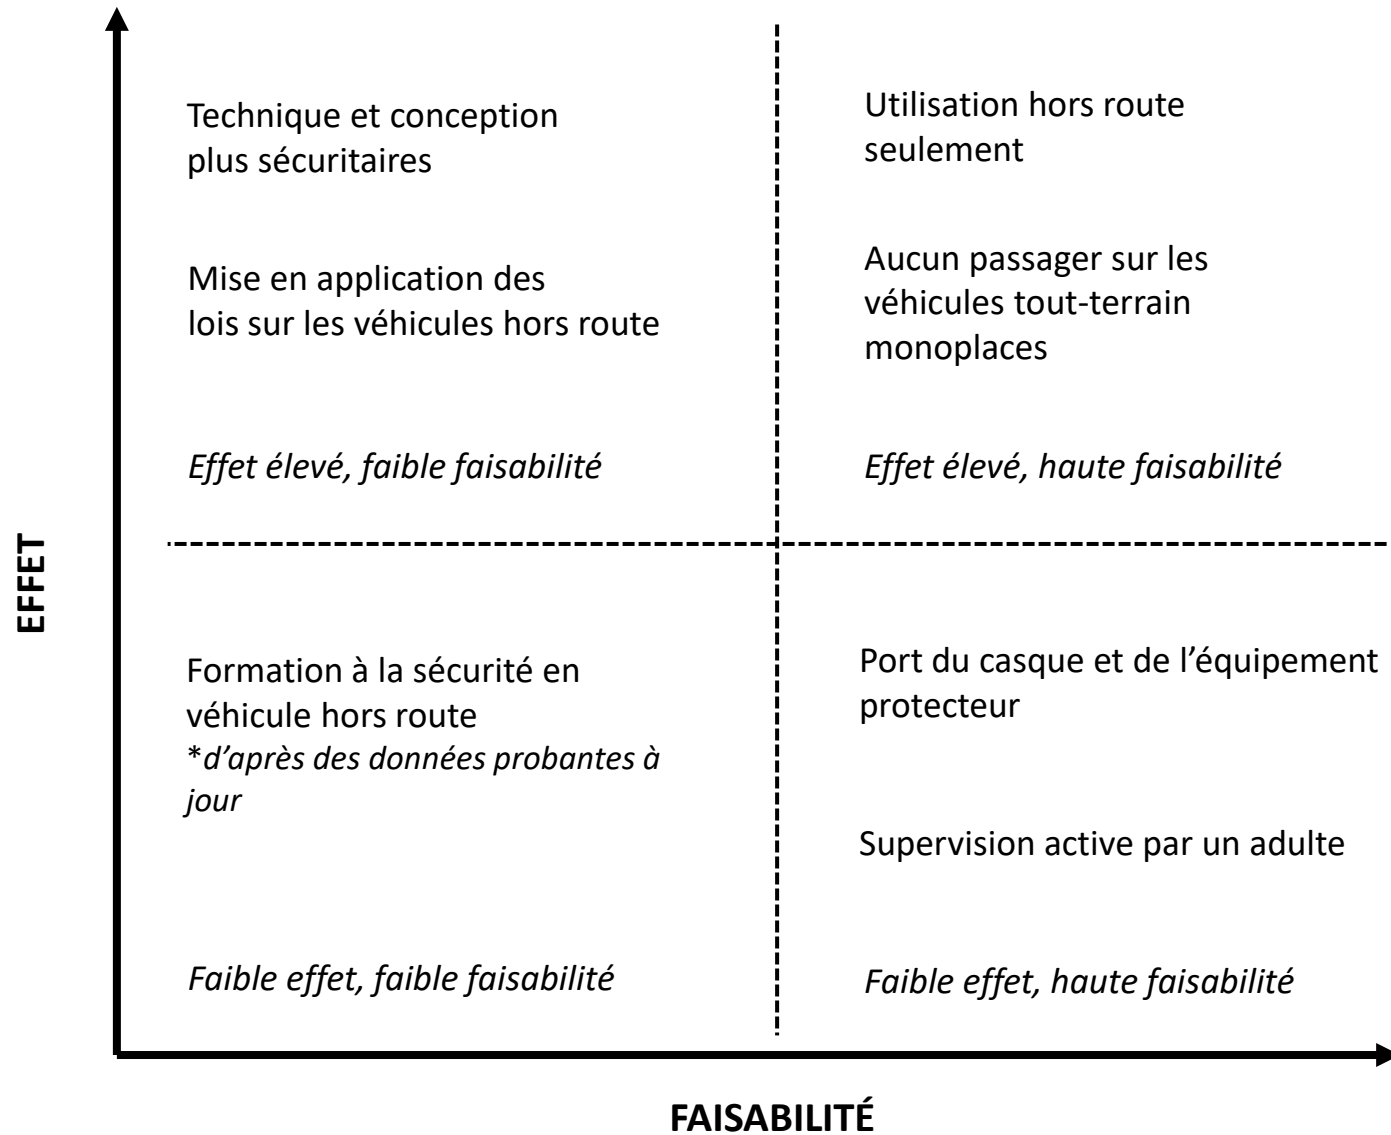 Technique et conception
plus sécuritaires
Mise en application des
lois sur les véhicules hors route
Effet élevé, faible faisabilité
Utilisation hors route
seulement
Aucun passager sur les
véhicules tout-terrain
monoplaces
Effet élevé, haute faisabilité
EFFET
Formation à la sécurité en
véhicule hors route
*d’après des données probantes à
jour
Faible effet, faible faisabilité
Port du casque et de l’équipement
protecteur
Supervision active par un adulte
Faible effet, haute faisabilité
FAISABILITÉ